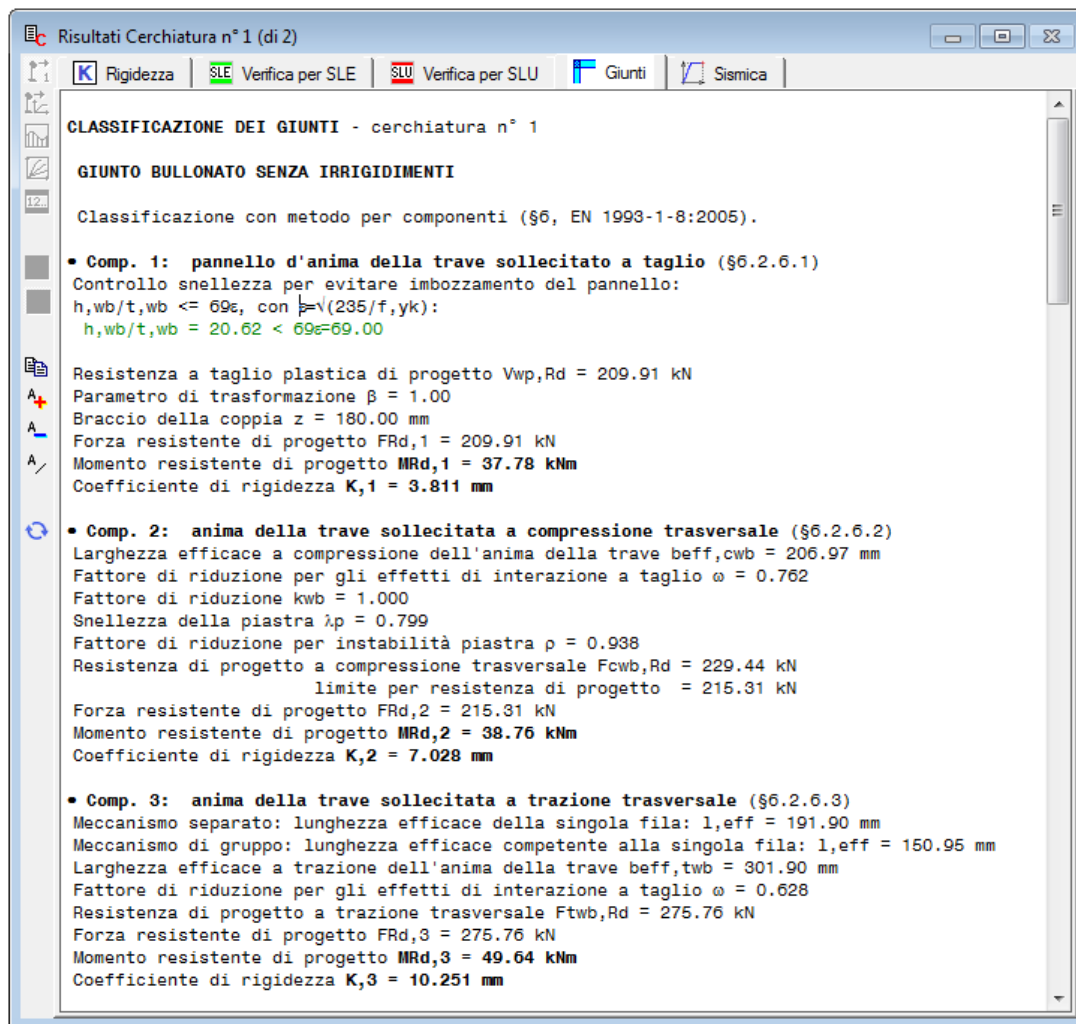 Risultati Cerchiatura n° 1 (di 2)
K Rigidezza SLE Verifica per SLE SLU Verifica per SLU Giunti Sismica
CLASSIFICAZIONE DEI GIUNTI - cerchiatura n° 1
GIUNTO BULLONATO SENZA IRRIGIDIMENTI
Classificazione con metodo per componenti (§6, EN 1993-1-8:2005).
• Comp. 1: pannello d'anima della trave sollecitato a taglio (§6.2.6.1)
Controllo snellezza per evitare imbozzamento del pannello:
h,wb/t,wb <= 69ε, con ε=√(235/f,yk):
h,wb/t,wb = 20.62 < 69ε=69.00
Resistenza a taglio plastica di progetto Vwp,Rd = 209.91 kN
Parametro di trasformazione β = 1.00
Braccio della coppia z = 180.00 mm
Forza resistente di progetto FRd,1 = 209.91 kN
Momento resistente di progetto MRd,1 = 37.78 kNm
Coefficiente di rigidezza K,1 = 3.811 mm
• Comp. 2: anima della trave sollecitata a compressione trasversale (§6.2.6.2)
Larghezza efficace a compressione dell'anima della trave beff,cwb = 206.97 mm
Fattore di riduzione per gli effetti di interazione a taglio ω = 0.762
Fattore di riduzione kwb = 1.000
Snellezza della piastra λp = 0.799
Fattore di riduzione per instabilità piastra ρ = 0.938
Resistenza di progetto a compressione trasversale Fcwb,Rd = 229.44 kN
limite per resistenza di progetto = 215.31 kN
Forza resistente di progetto FRd,2 = 215.31 kN
Momento resistente di progetto MRd,2 = 38.76 kNm
Coefficiente di rigidezza K,2 = 7.028 mm
• Comp. 3: anima della trave sollecitata a trazione trasversale (§6.2.6.3)
Meccanismo separato: lunghezza efficace della singola fila: l,eff = 191.90 mm
Meccanismo di gruppo: lunghezza efficace competente alla singola fila: l,eff = 150.95 mm
Larghezza efficace a trazione dell'anima della trave beff,twb = 301.90 mm
Fattore di riduzione per gli effetti di interazione a taglio ω = 0.628
Resistenza di progetto a trazione trasversale Ftwb,Rd = 275.76 kN
Forza resistente di progetto FRd,3 = 275.76 kN
Momento resistente di progetto MRd,3 = 49.64 kNm
Coefficiente di rigidezza K,3 = 10.251 mm